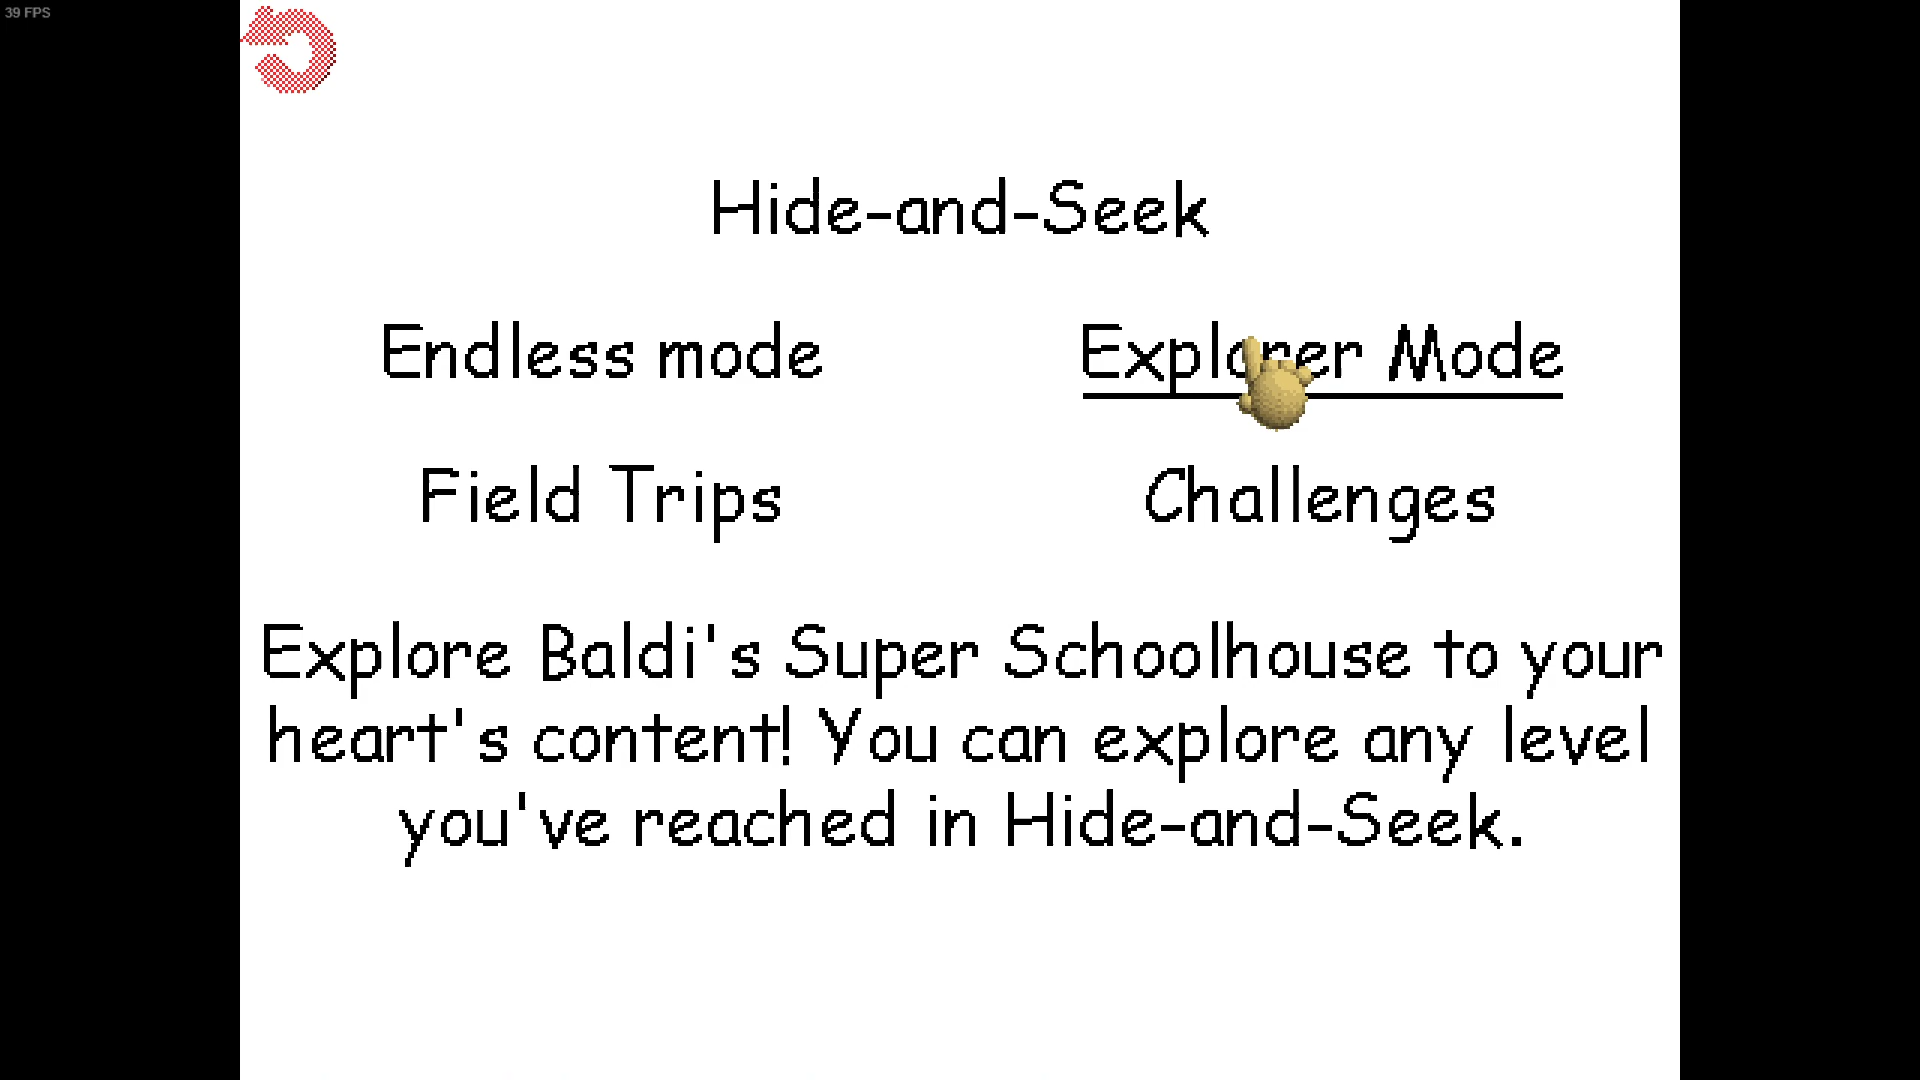 39 FPS
Hide-and-Seek
Endless mode
Explorer Mode
Field Trips
Challenges
Explore Baldi's Super Schoolhouse to your
heart's content! You can explore any level
you've reached in Hide-and-Seek.